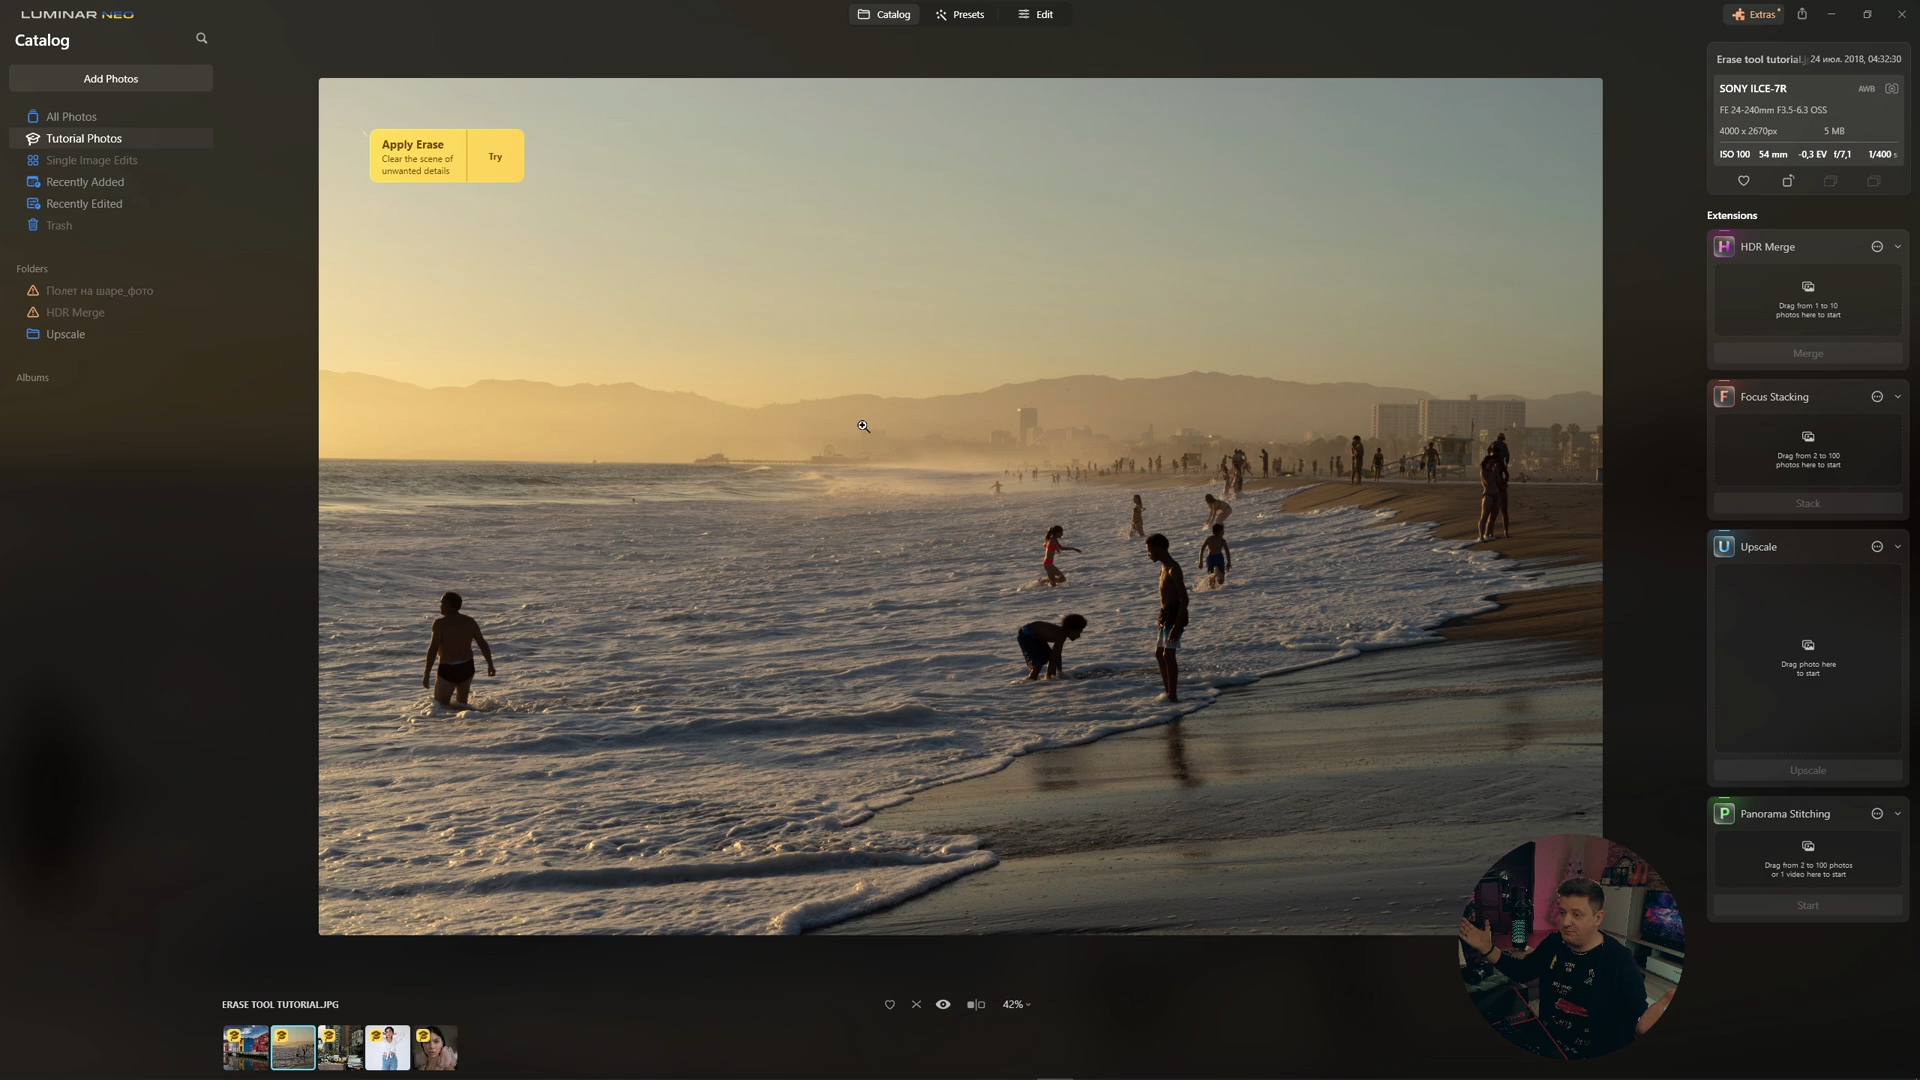 LUMINAR NEO
Catalog
Presets
Edit
Extras
Catalog
Add Photos
All Photos
Tutorial Photos
Single Image Edits
Recently Added
Recently Edited
Trash
Folders
Полет на шаре_фото
HDR Merge
Upscale
Albums
Apply Erase
Clear the scene of
unwanted details
Try
Erase tool tutorial.j
24 июл. 2018, 04:32:30
SONY ILCE-7R
AWB
FE 24-240mm F3.5-6.3 OSS
4000 x 2670px
5 MB
ISO 100
54 mm
-0,3 EV
f/7,1
1/400 s
Extensions
H
HDR Merge
Drag from 1 to 10
photos here to start
Merge
F
Focus Stacking
Drag from 2 to 100
photos here to start
Stack
U
Upscale
Drag photo here
to start
Upscale
P
Panorama Stitching
Drag from 2 to 100 photos
or 1 video here to start
Start
ERASE TOOL TUTORIAL.JPG
42%